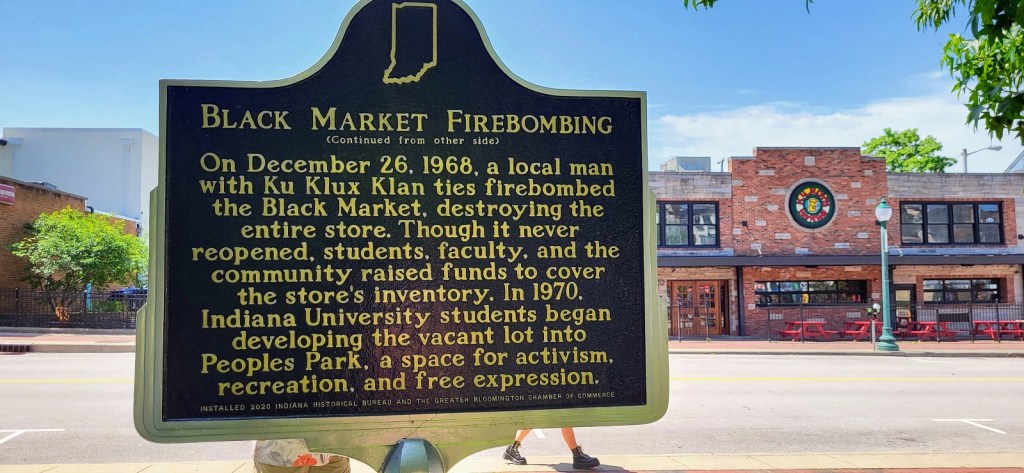 BLACK MARKET FIREBOMBING
(Continued from other side)
On December 26, 1968, a local man
with Ku Klux Klan ties firebombed
the Black Market, destroying the
entire store. Though it never
reopened, students, faculty, and the
community raised funds to cover
the store's inventory. In 1970,
Indiana University students began
developing the vacant lot into
Peoples Park, a space for activism,
recreation, and free expression.
INSTALLED 2020 INDIANA HISTORICAL BUREAU AND THE GREATER BLOOMINGTON CHAMBER OF COMMERCE